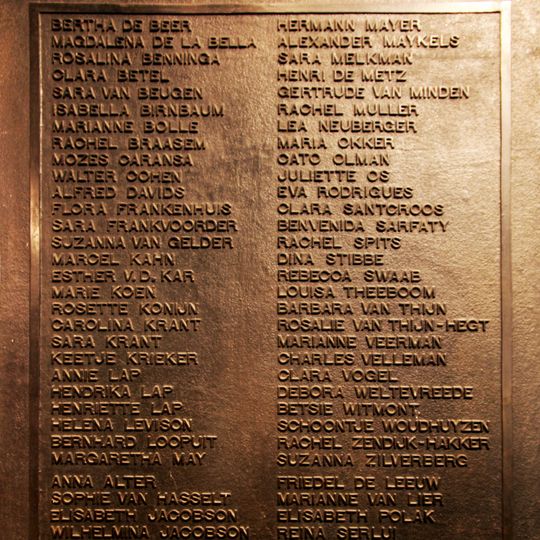 BERTHA DE BEER
MAGDALENA DE LA BELLA
ROSALINA BENNINGA
CLARA BETEL
SARA VAN BEUGEN
ISABELLA BIRNBAUM
MARIANNE BOLLE
RACHEL BRAASEM
MOZES CARANSA
WALTER COHEN
ALFRED DAVIDS
FLORA FRANKENHUIS
SARA FRANKVOORDER
SUZANNA VAN GELDER
MARCEL KAHN
ESTHER V.D. KAR
MARIE KOEN
ROSETTE KONIJN
CAROLINA KRANT
SARA KRANT
KEETJE KRIEKER
ANNIE LAP
HENDRIKA LAP
HENRIETTE LAP
HELENA LEVISON
BERNHARD LOOPUIT
MARGARETHA MAY
ANNA ALTER
SOPHIE VAN HASSELT
ELISABETH JACOBSON
WILHELMINA JACOBSON
HERMANN MAYER
ALEXANDER MAYKELS
SARA MELKMAN
HENRI DE METZ
GERTRUDE VAN MINDEN
RACHEL MULLER
LEA NEUBERGER
MARIA OKKER
CATO OLMAN
JULIETTE OS
EVA RODRIGUES
CLARA SANTCROOS
BENVENIDA SARFATY
RACHEL SPITS
DINA STIBBE
REBECCA SWAAB
LOUISA THEEBOOM
BARBARA VAN THIJN
ROSALIE VAN THIJN-HEGT
MARIANNE VEERMAN
CHARLES VELLEMAN
CLARA VOGEL
DEBORA WELTEVREEDE
BETSIE WITMONT
SCHOONTJE WOUDHUYZEN
RACHEL ZENDIJK-HAKKER
SUZANNA ZILVERBERG
FRIEDEL DE LEEUW
MARIANNE VAN LIER
ELISABETH POLAK
REINA SERLUI